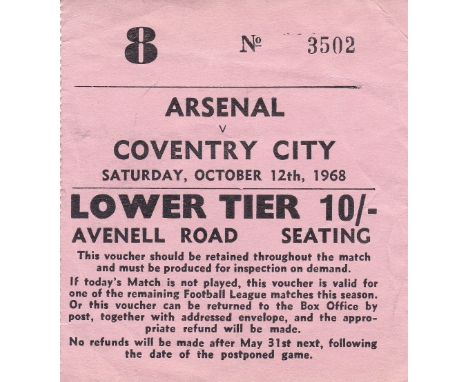 8 Nº 3502
ARSENAL
V
COVENTRY CITY
SATURDAY, OCTOBER 12th, 1968
LOWER TIER 10/-
AVENELL ROAD SEATING
This voucher should be retained throughout the match
and must be produced for inspection on demand.
If today's Match is not played, this voucher is valid for
one of the remaining Football League matches this season.
Or this voucher can be returned to the Box Office by
post, together with addressed envelope, and the appro-
priate refund will be made.
No refunds will be made after May 31st next, following
the date of the postponed game.